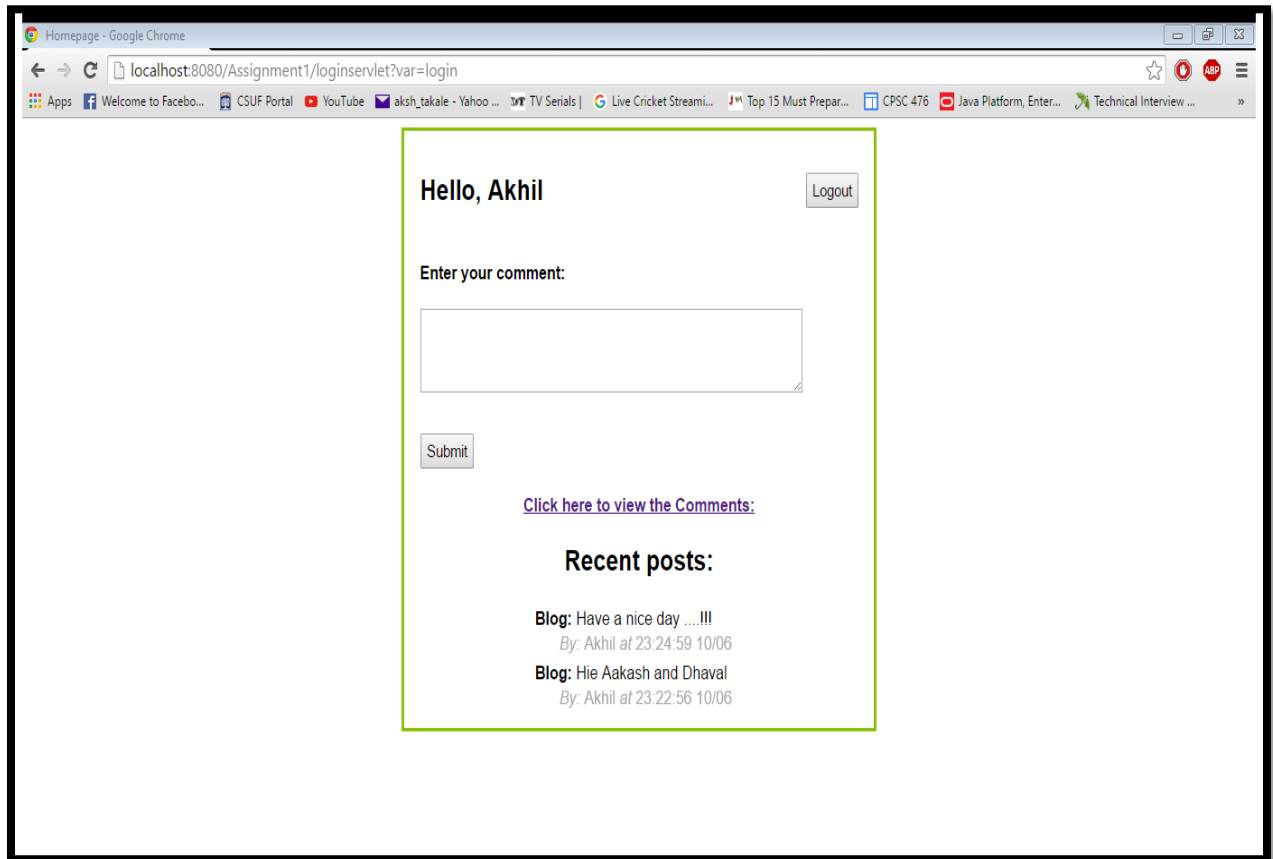 Homepage - Google Chrome
localhost:8080/Assignment1/loginservlet?var=login
ABP
Apps Welcome to Facebo... CSUF Portal YouTube aksh_takale - Yahoo ... TV Serials | Live Cricket Streami... Top 15 Must Prepar... CPSC 476 Java Platform, Enter... Technical Interview ... »
Hello, Akhil
Logout
Enter your comment:
Submit
Click here to view the Comments:
Recent posts:
Blog: Have a nice day ....!!!
By: Akhil at 23:24:59 10/06
Blog: Hie Aakash and Dhaval
By: Akhil at 23:22:56 10/06